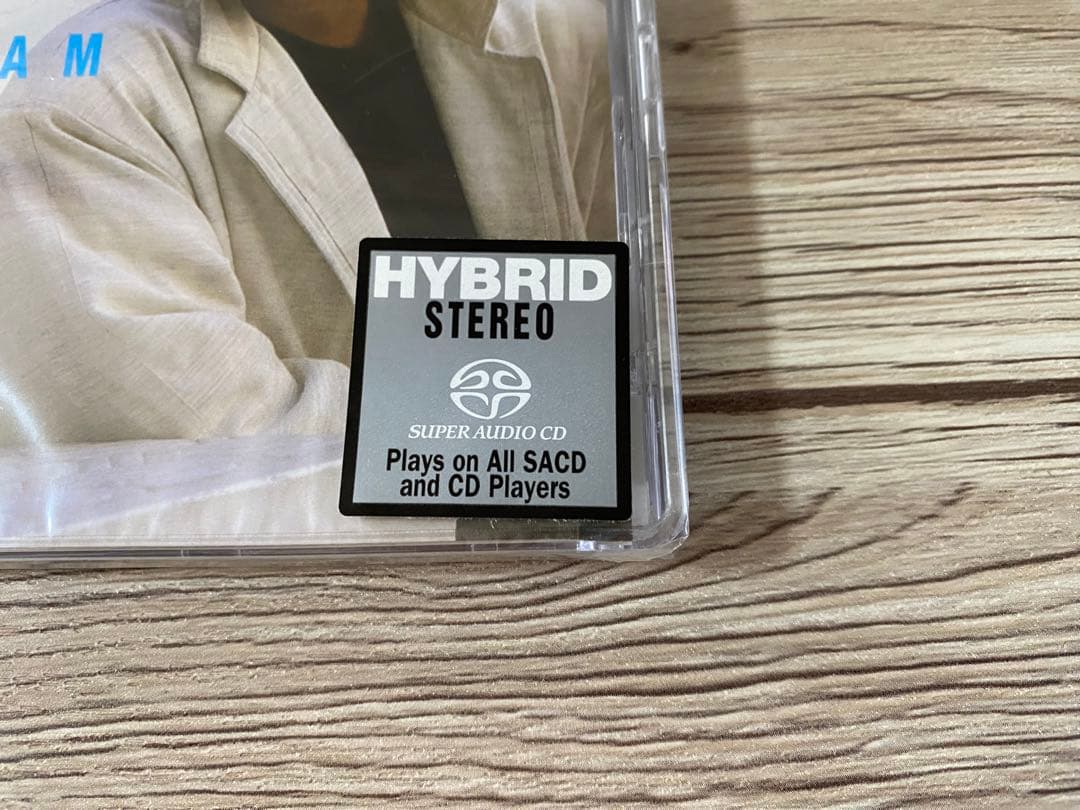 A M
HYBRID
STEREO
SUPER AUDIO CD
Plays on All SACD
and CD Players